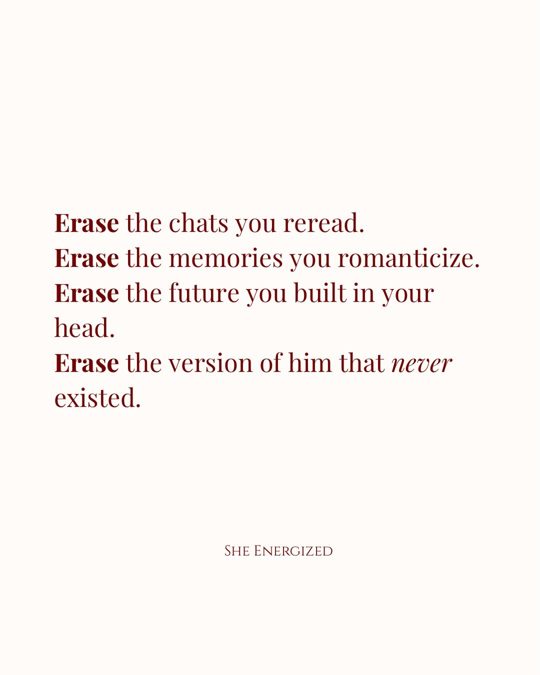 Erase the chats you reread.
Erase the memories you romanticize.
Erase the future you built in your
head.
Erase the version of him that never
existed.
She Energized